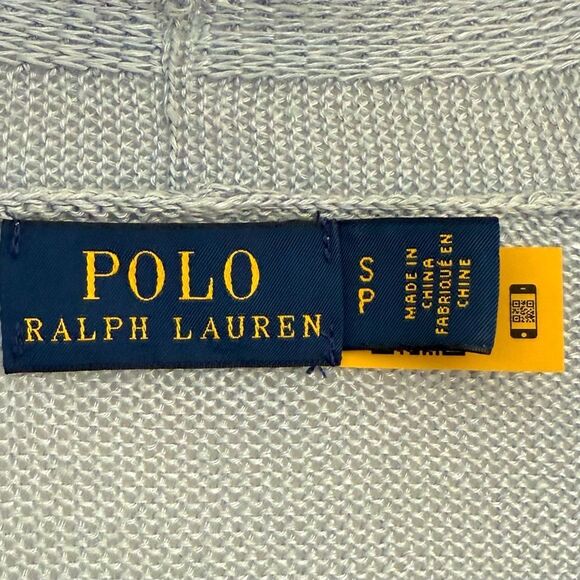 POLO
RALPH LAUREN
S
P
MADE IN
CHINA
FABRIQUÉ EN
CHINE